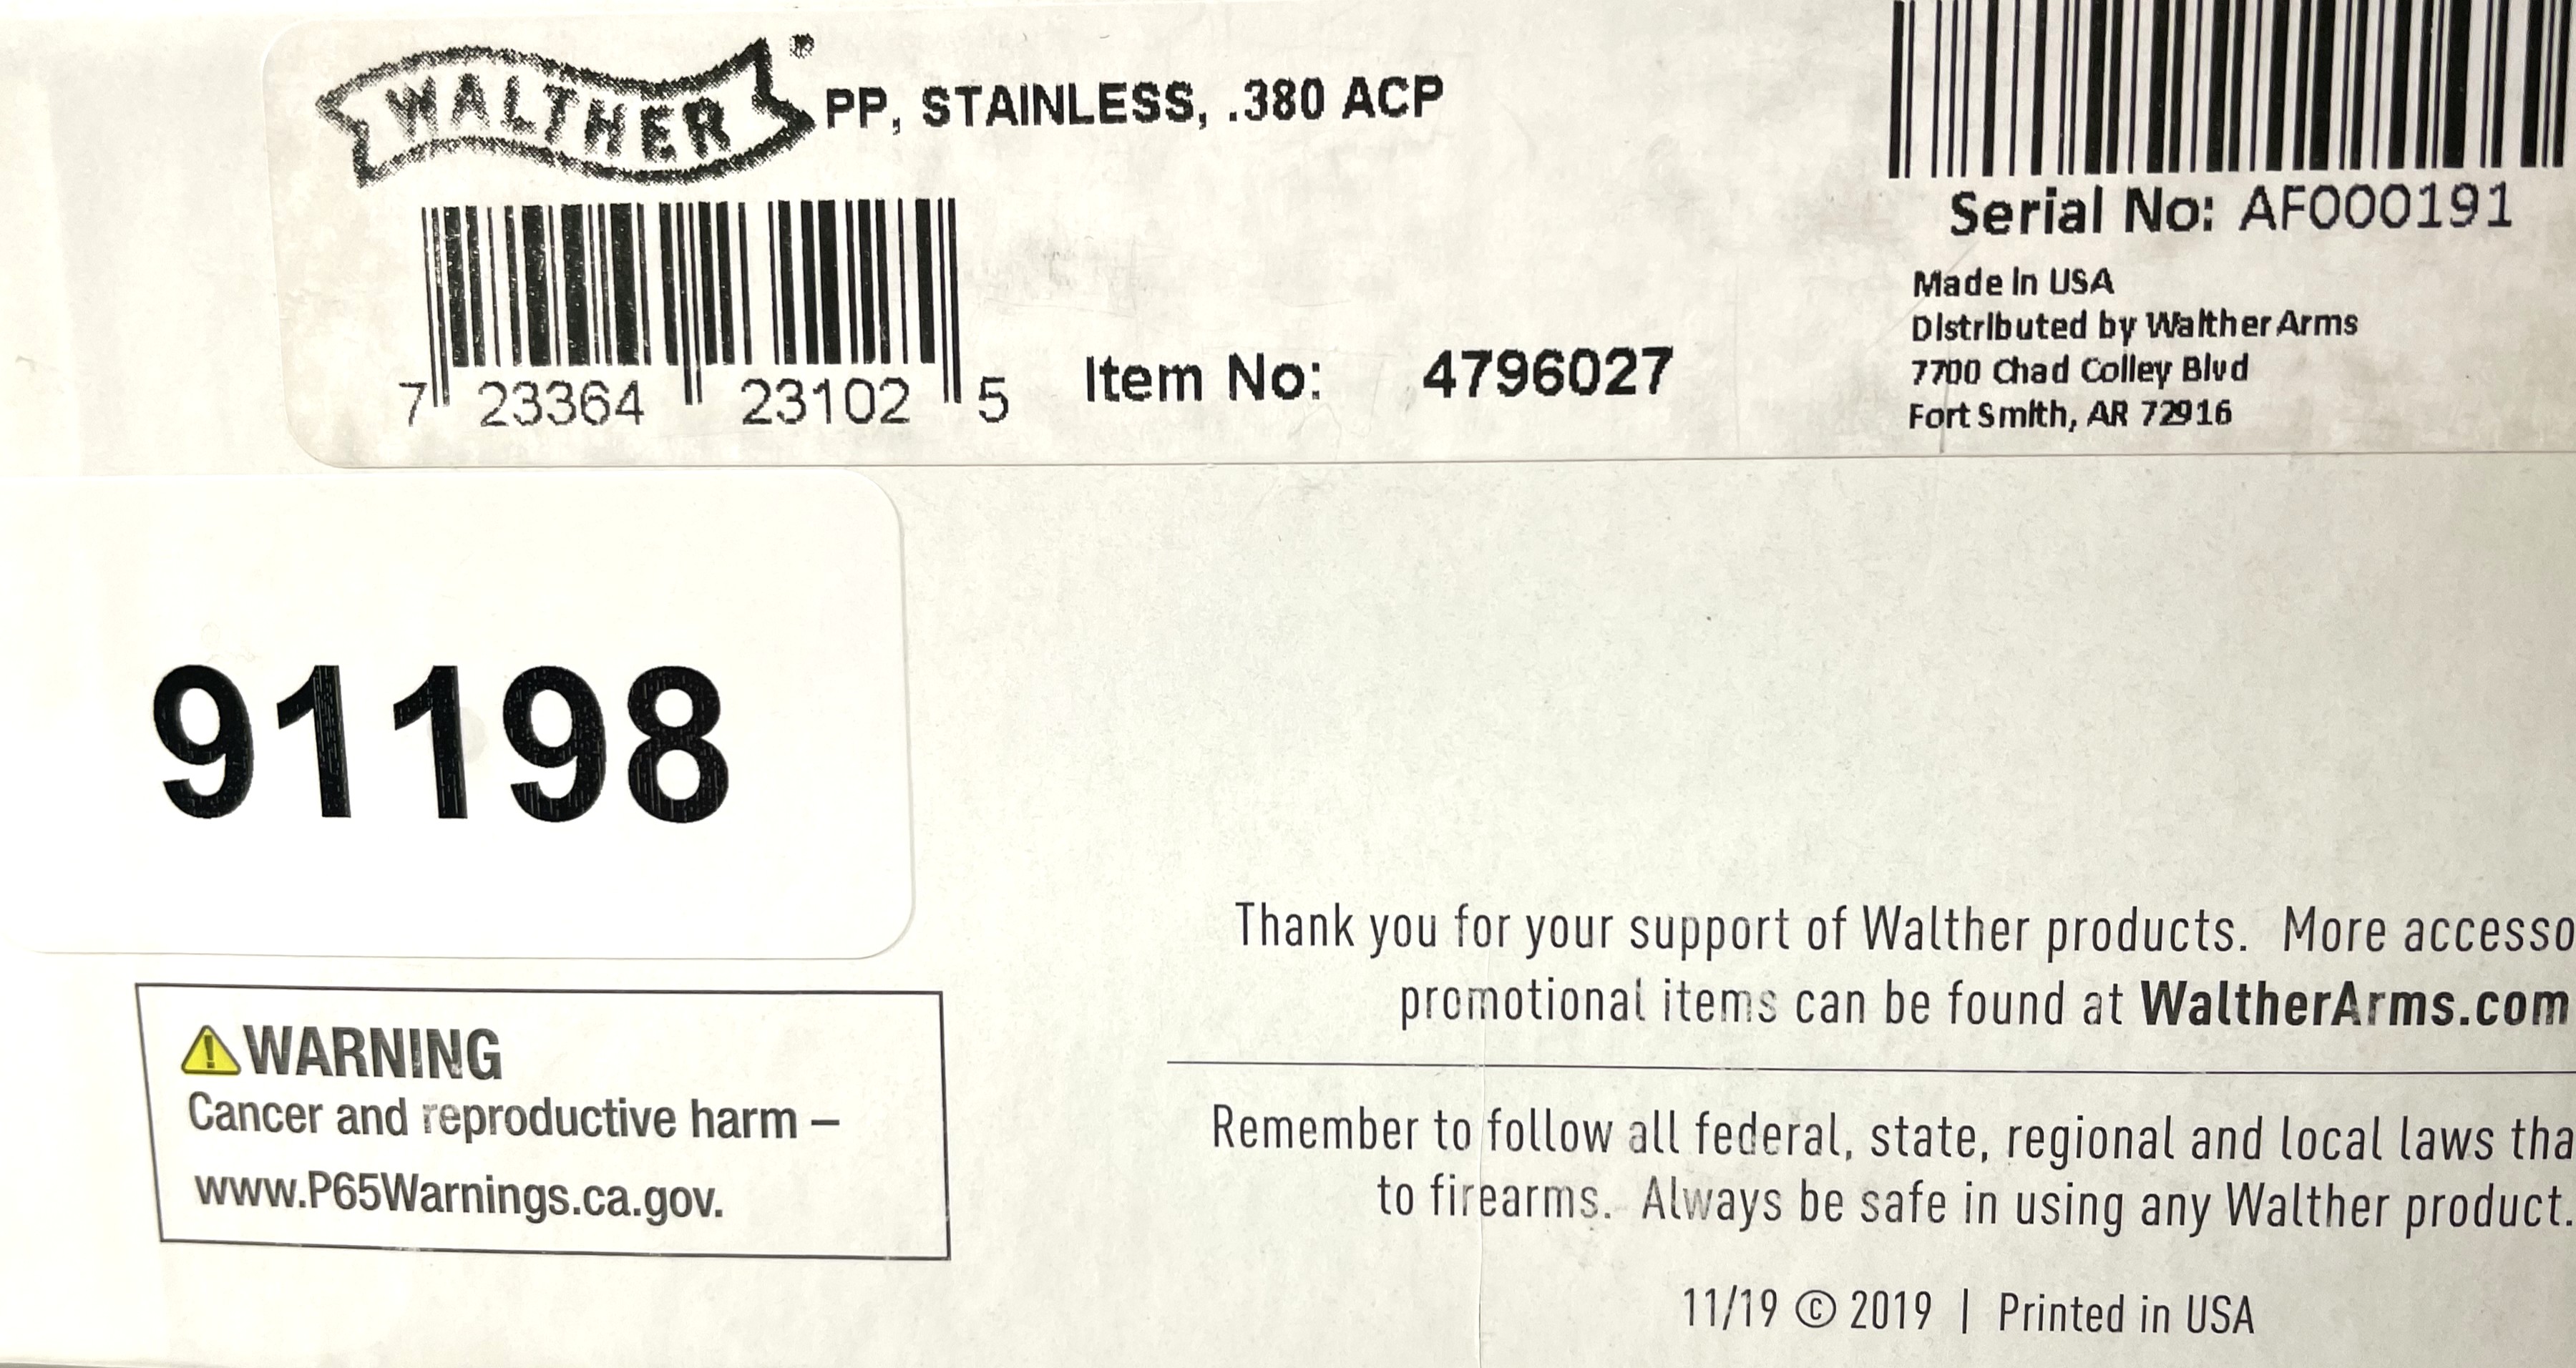 WALTHER® PP, STAINLESS, .380 ACP
7 23364 23102 5
Item No: 4796027
Serial No: AF000191
Made In USA
Distributed by Walther Arms
7700 Chad Colley Blvd
Fort Smith, AR 72916
91198
WARNING
Cancer and reproductive harm –
www.P65Warnings.ca.gov.
Thank you for your support of Walther products. More accesso
promotional items can be found at WaltherArms.com
Remember to follow all federal, state, regional and local laws tha
to firearms. Always be safe in using any Walther product.
11/19 © 2019 | Printed in USA